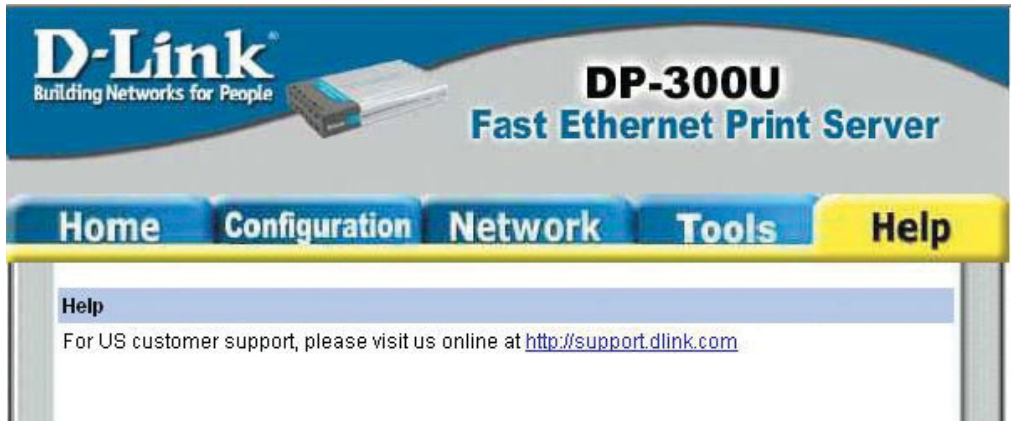 D-Link®
Building Networks for People
DP-300U
Fast Ethernet Print Server
Home Configuration Network Tools Help
Help
For US customer support, please visit us online at http://support.dlink.com